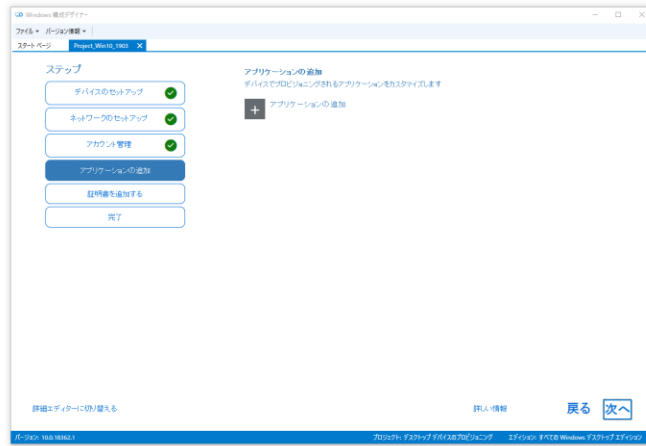 Windows 構成デザイナー
ファイル バージョン情報
スタート ページ Project_Win10_1903 X
ステップ
デバイスのセットアップ
ネットワークのセットアップ
アカウント管理
アプリケーションの追加
証明書を追加する
完了
アプリケーションの追加
デバイスでプロビジョニングされるアプリケーションをカスタマイズします
アプリケーションの追加
詳細エディターに切り替える
詳しい情報
戻る 次へ
バージョン: 10.0.18362.1 プロジェクト: デスクトップ デバイスのプロビジョニング エディション: すべての Windows デスクトップ エディション